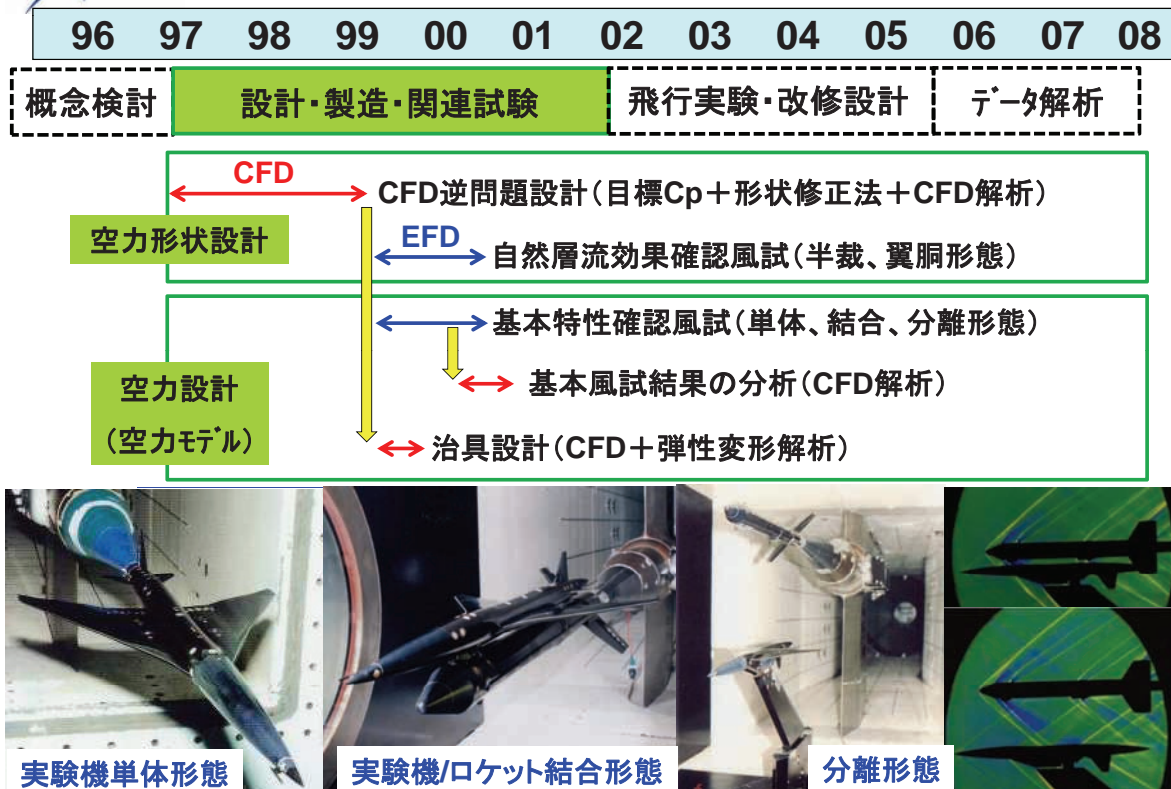 96 97 98 99 00 01 02 03 04 05 06 07 08
概念検討 設計・製造・関連試験 飛行実験・改修設計 データ解析
CFD
CFD逆問題設計(目標Cp+形状修正法+CFD解析)
空力形状設計
EFD
自然層流効果確認風試(半裁、翼胴形態)
基本特性確認風試(単体、結合、分離形態)
基本風試結果の分析(CFD解析)
空力設計
(空力モデル)
治具設計(CFD+弾性変形解析)
実験機単体形態 実験機/ロケット結合形態 分離形態